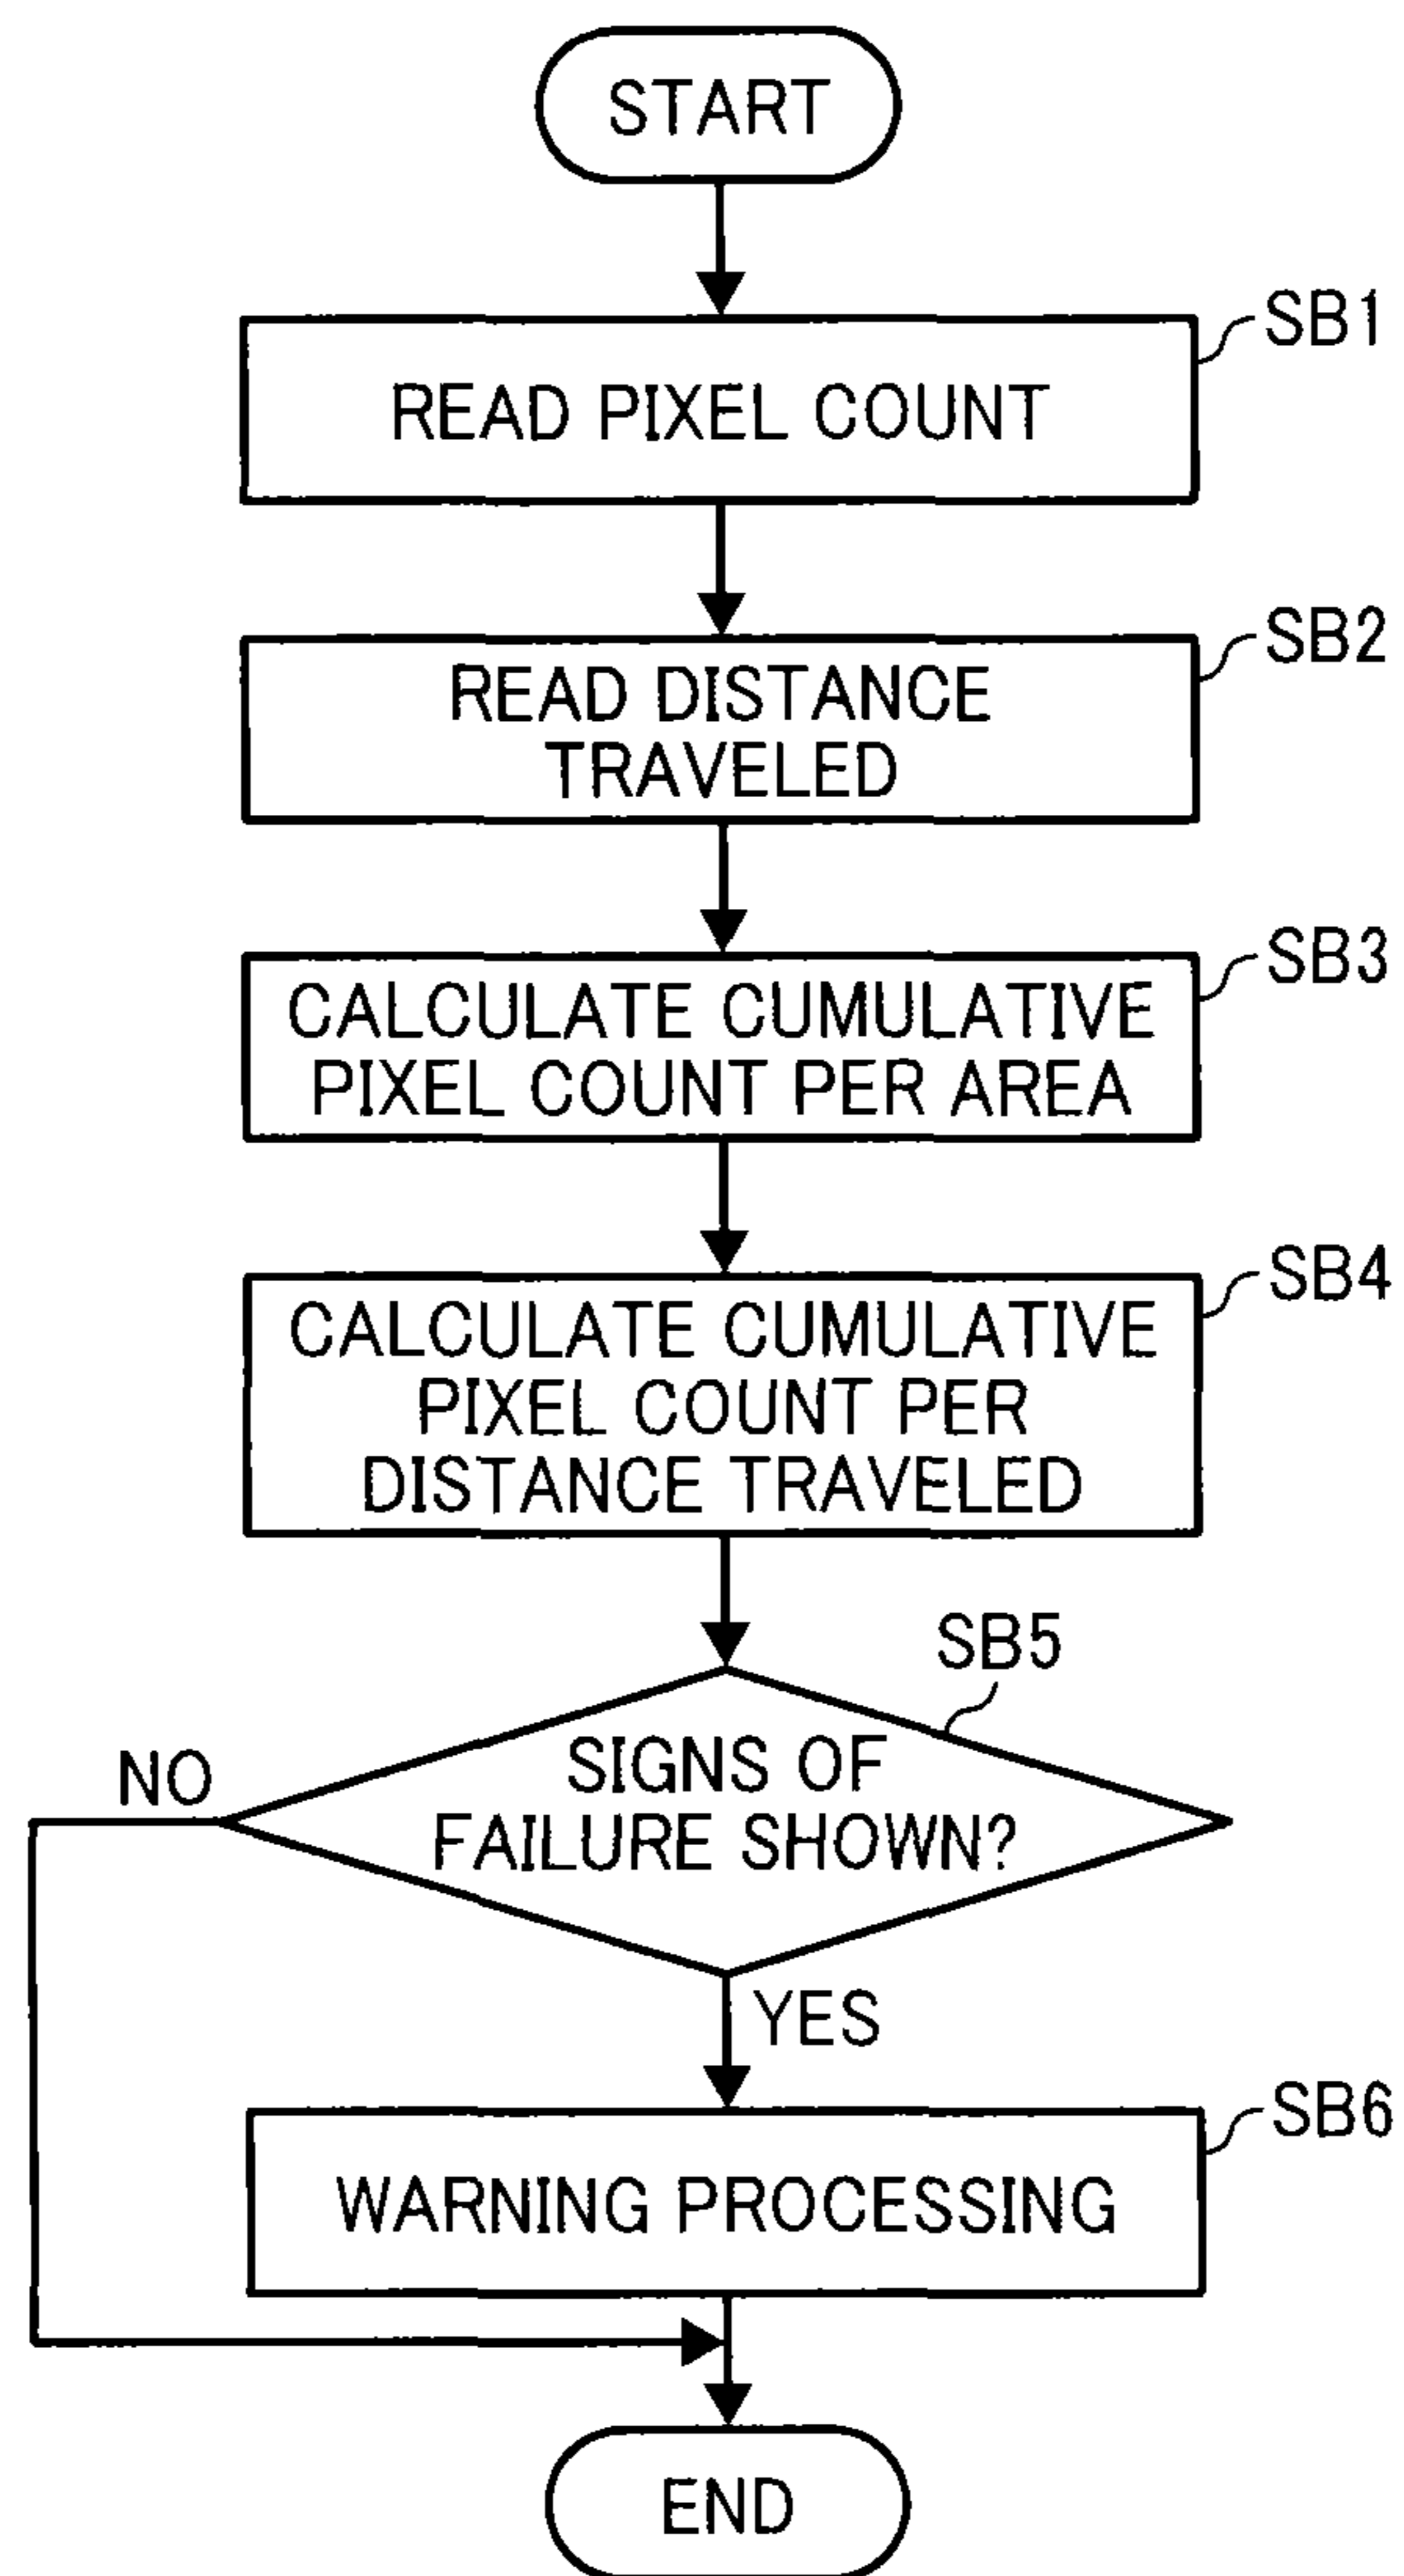 START
SB1
READ PIXEL COUNT
SB2
READ DISTANCE
TRAVELED
SB3
CALCULATE CUMULATIVE
PIXEL COUNT PER AREA
SB4
CALCULATE CUMULATIVE
PIXEL COUNT PER
DISTANCE TRAVELED
SB5
NO
SIGNS OF
FAILURE SHOWN?
YES
SB6
WARNING PROCESSING
END